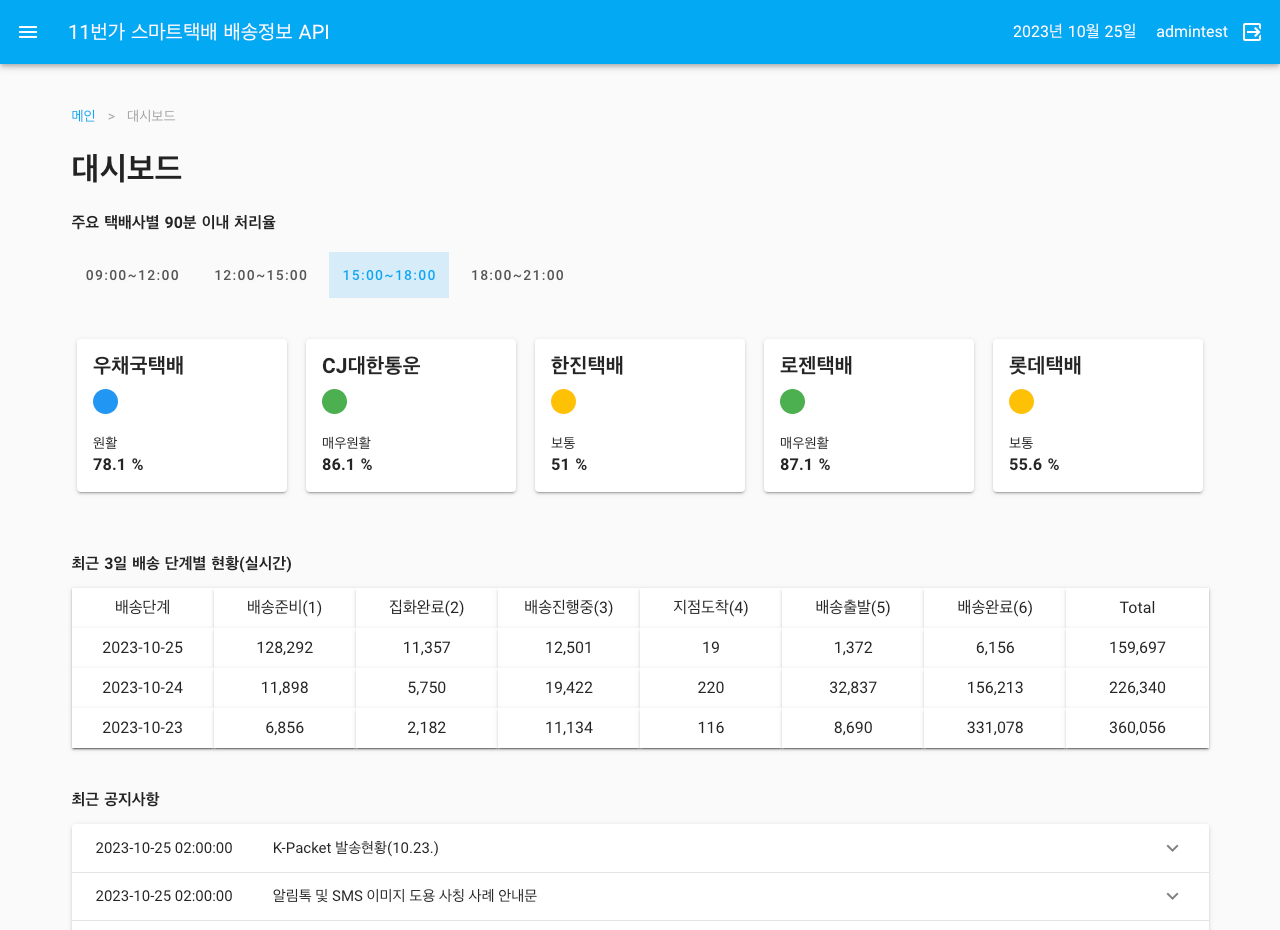 11번가 스마트택배 배송정보 API 2023년 10월 25일 admintest
메인 > 대시보드
대시보드
주요 택배사별 90분 이내 처리율
09:00~12:00 12:00~15:00 15:00~18:00 18:00~21:00
우채국택배 CJ대한통운 한진택배 로젠택배 롯데택배
원활 매우원활 보통 매우원활 보통
78.1 % 86.1 % 51 % 87.1 % 55.6 %
최근 3일 배송 단계별 현황(실시간)
배송단계 배송준비(1) 집화완료(2) 배송진행중(3) 지점도착(4) 배송출발(5) 배송완료(6) Total
2023-10-25 128,292 11,357 12,501 19 1,372 6,156 159,697
2023-10-24 11,898 5,750 19,422 220 32,837 156,213 226,340
2023-10-23 6,856 2,182 11,134 116 8,690 331,078 360,056
최근 공지사항
2023-10-25 02:00:00 K-Packet 발송현황(10.23.)
2023-10-25 02:00:00 알림톡 및 SMS 이미지 도용 사칭 사례 안내문